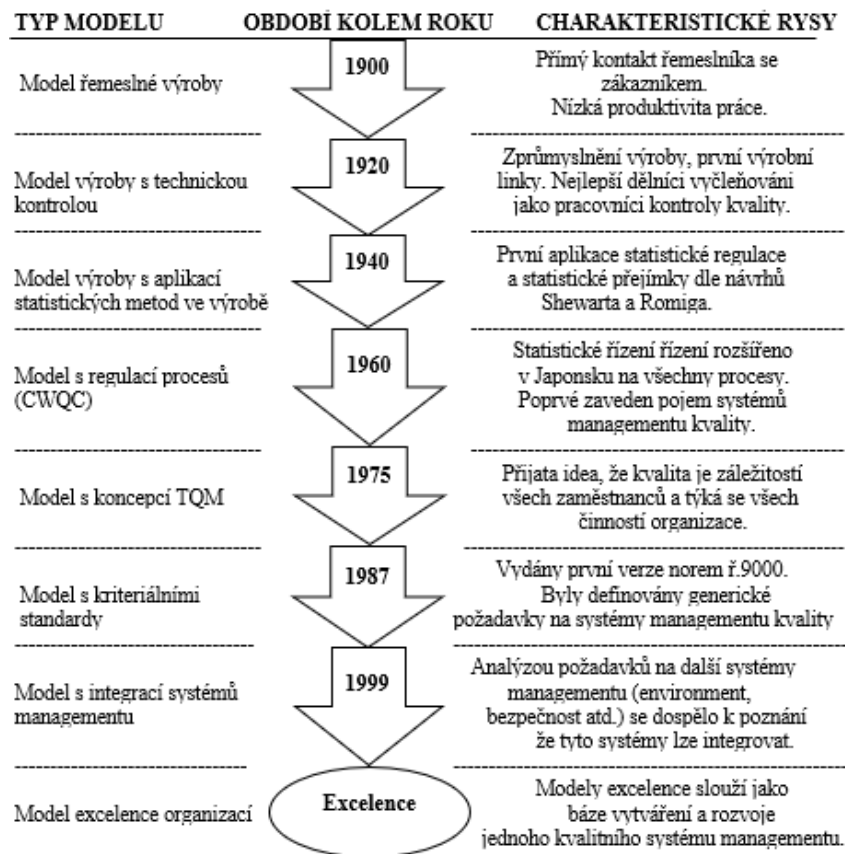 TYP MODELU OBDOBÍ KOLEM ROKU CHARAKTERISTICKÉ RYSY
Model řemeslné výroby
1900
Přímý kontakt řemeslníka se
zákazníkem.
Nízká produktivita práce.
Model výroby s technickou
kontrolou
1920
Zprůmyslnění výroby, první výrobní
linky. Nejlepší dělníci vyčleňováni
jako pracovníci kontroly kvality.
Model výroby s aplikací
statistických metod ve výrobě
1940
První aplikace statistické regulace
a statistické přejímky dle návrhů
Shewarta a Romiga.
Model s regulací procesů
(CWQC)
1960
Statistické řízení řízení rozšířeno
v Japonsku na všechny procesy.
Poprvé zaveden pojem systémů
managementu kvality.
Model s koncepcí TQM
1975
Přijata idea, že kvalita je záležitostí
všech zaměstnanců a týká se všech
činností organizace.
Model s kriteriálními
standardy
1987
Vydány první verze norem ř.9000.
Byly definovány generické
požadavky na systémy managementu kvality
Model s integrací systémů
managementu
1999
Analýzou požadavků na další systémy
managementu (environment,
bezpečnost atd.) se dospělo k poznání
že tyto systémy lze integrovat.
Model excelence organizací
Excelence
Modely excelence slouží jako
báze vytváření a rozvoje
jednoho kvalitního systému managementu.